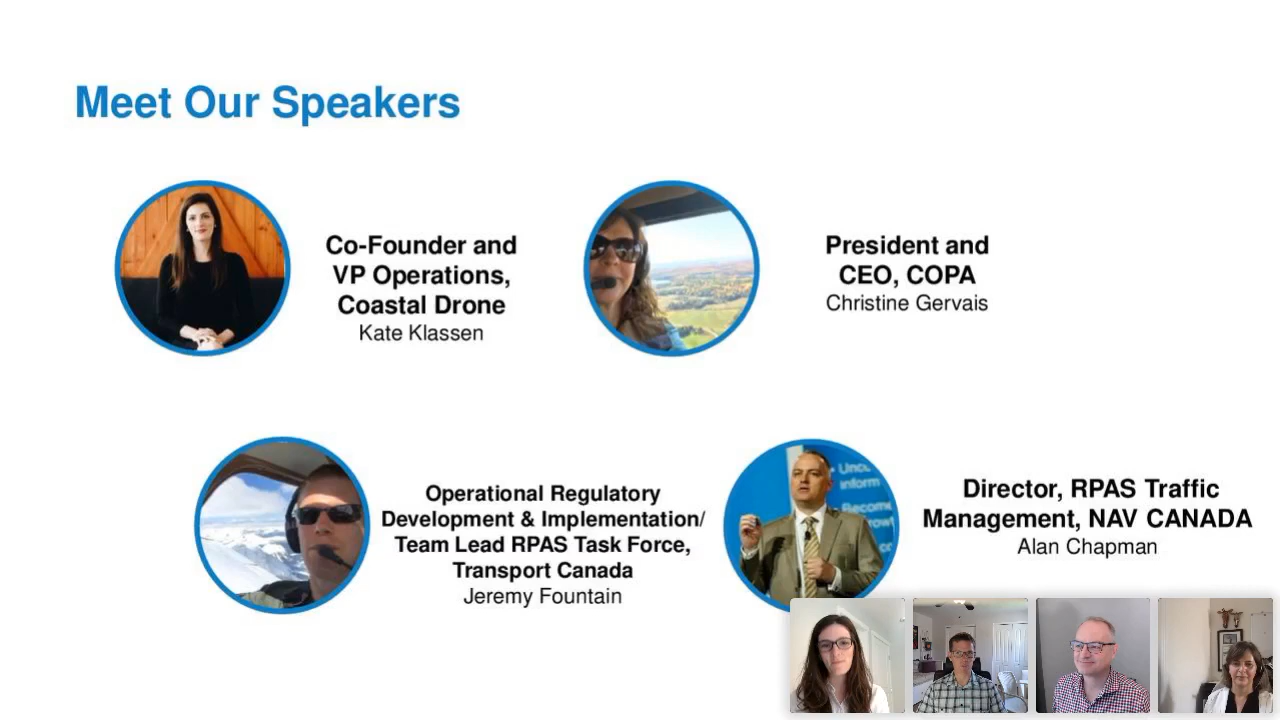 Meet Our Speakers
Co-Founder and
VP Operations,
Coastal Drone
Kate Klassen
President and
CEO, COPA
Christine Gervais
Operational Regulatory
Development & Implementation/
Team Lead RPAS Task Force,
Transport Canada
Jeremy Fountain
inform
Director, RPAS Traffic
Management, NAV CANADA
Alan Chapman